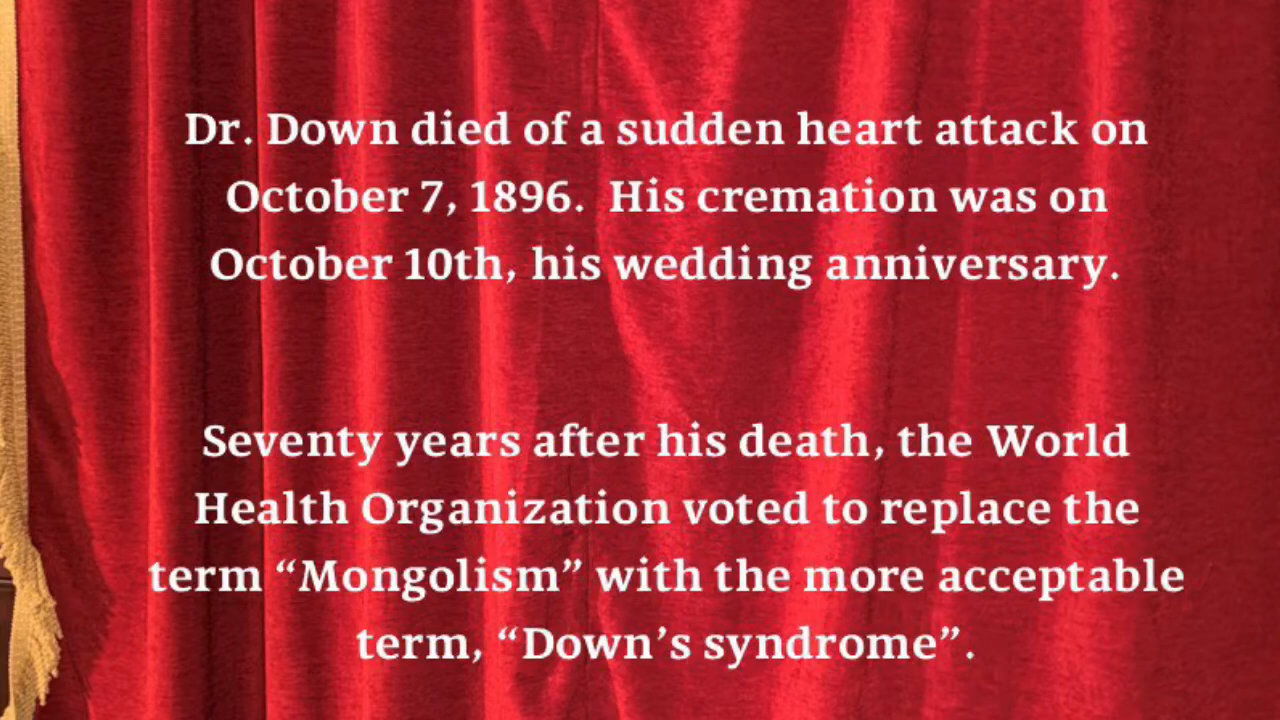 Dr. Down died of a sudden heart attack on
October 7, 1896.  His cremation was on
October 10th, his wedding anniversary.
Seventy years after his death, the World
Health Organization voted to replace the
term “Mongolism” with the more acceptable
term, “Down’s syndrome”.